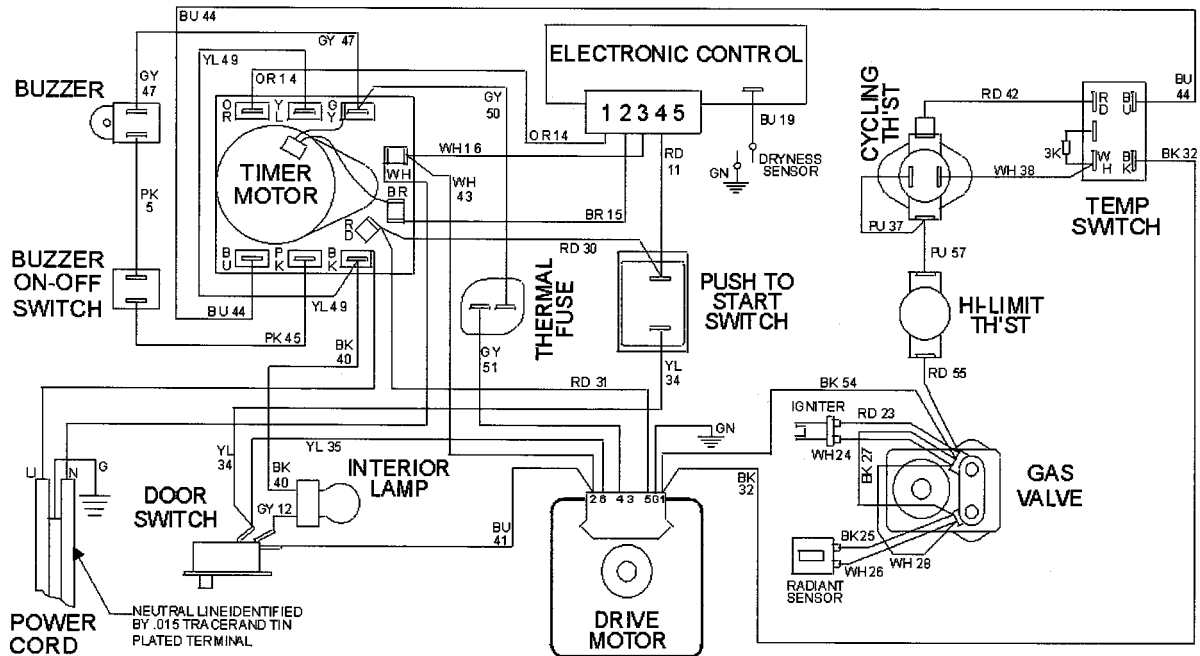 BU 44
GY 47
YL 49
BUZZER
GY
47
OR 14
O
R
Y
L
G
Y
TIMER
MOTOR
WH 16
WH
WH
43
BR
R
D
B
U
P
K
B
K
PK
5
BUZZER
ON-OFF
SWITCH
BU 44
YL 49
PK 45
BK
40
GY
50
OR 14
ELECTRONIC CONTROL
1 2 3 4 5
BU 19
DRYNESS
SENSOR
GN
RD
11
BR 15
RD 30
THERMAL
FUSE
GY
51
PUSH TO
START
SWITCH
YL
34
RD 31
CYCLING
TH'ST
RD 42
R
D
B
U
W
H
B
K
3K
BU
44
BK 32
WH 38
TEMP
SWITCH
PU 37
PU 57
HI-LIMIT
TH'ST
RD 55
BK 54
IGNITER
RD 23
WH24
BK 27
GAS
VALVE
BK25
WH26
WH 28
RADIANT
SENSOR
GN
BK
32
YL 35
YL
34
BK
40
INTERIOR
LAMP
GY 12
DOOR
SWITCH
BU
41
2 6 4 3 5 G 1
DRIVE
MOTOR
BK 32
L1
N
G
POWER
CORD
NEUTRAL LINE IDENTIFIED
BY .015 TRACER AND TIN
PLATED TERMINAL